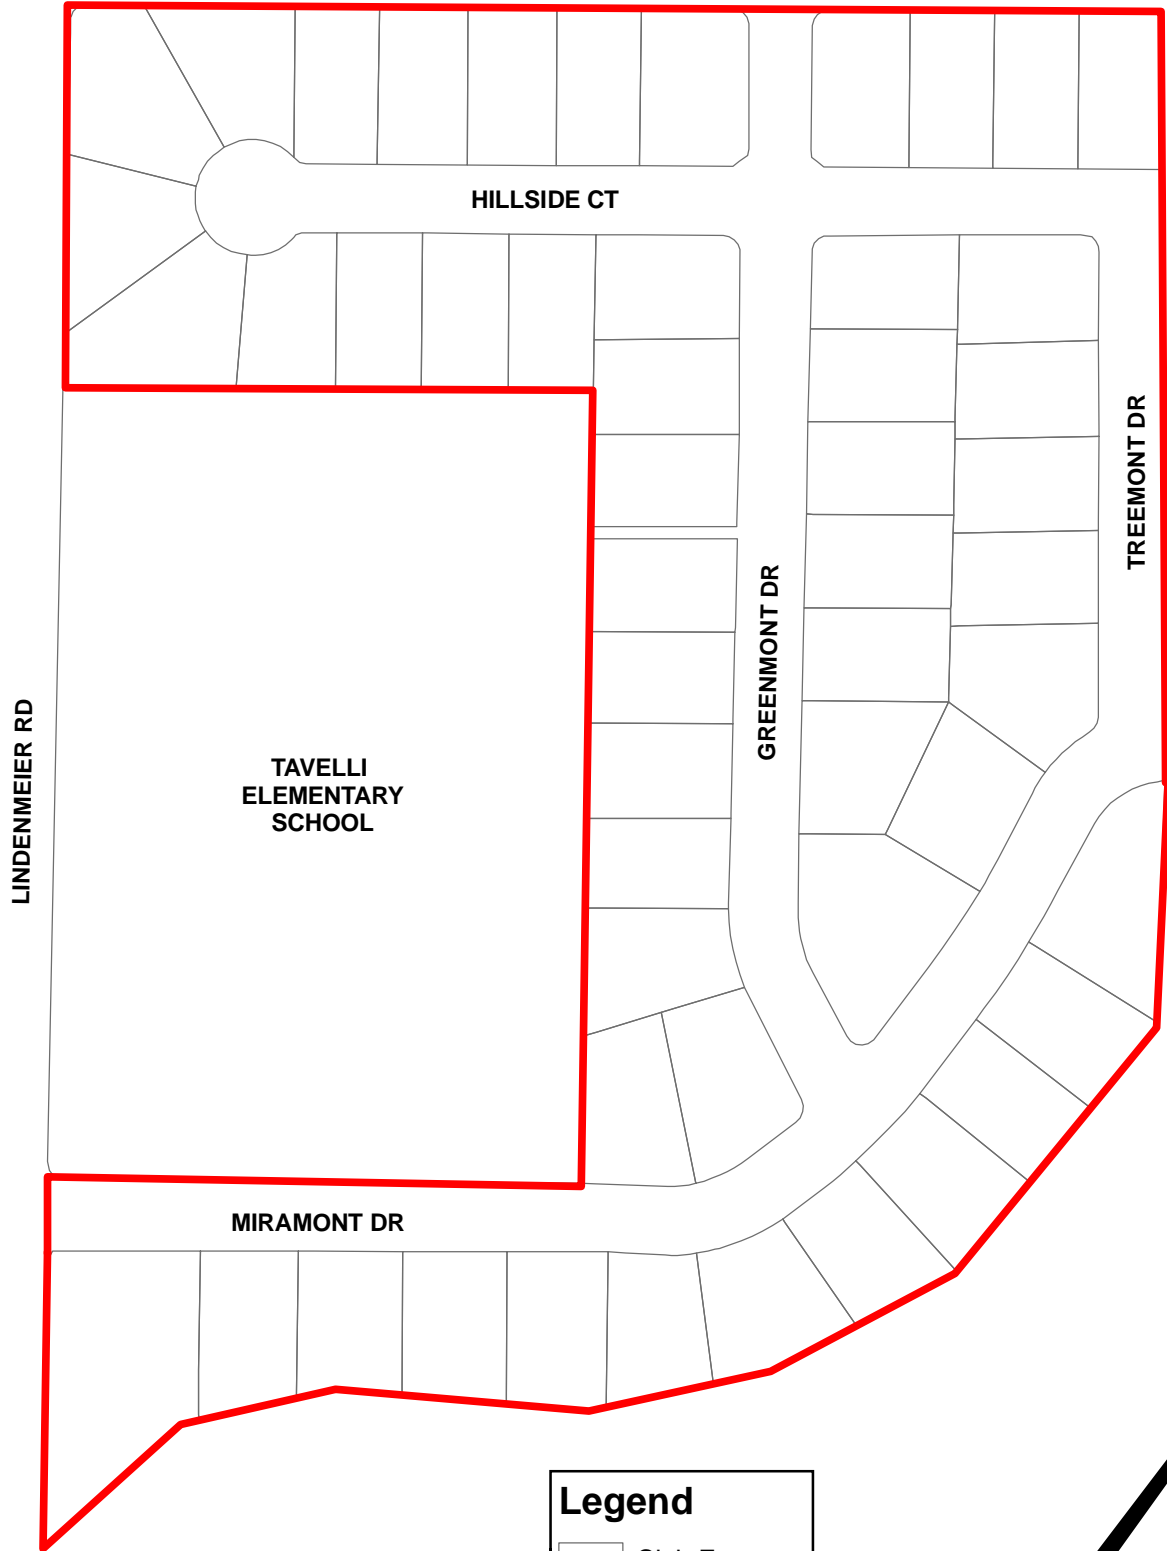 HILLSIDE CT
TREEMONT DR
GREENMONT DR
LINDENMEIER RD
TAVELLI
ELEMENTARY
SCHOOL
MIRAMONT DR
Legend